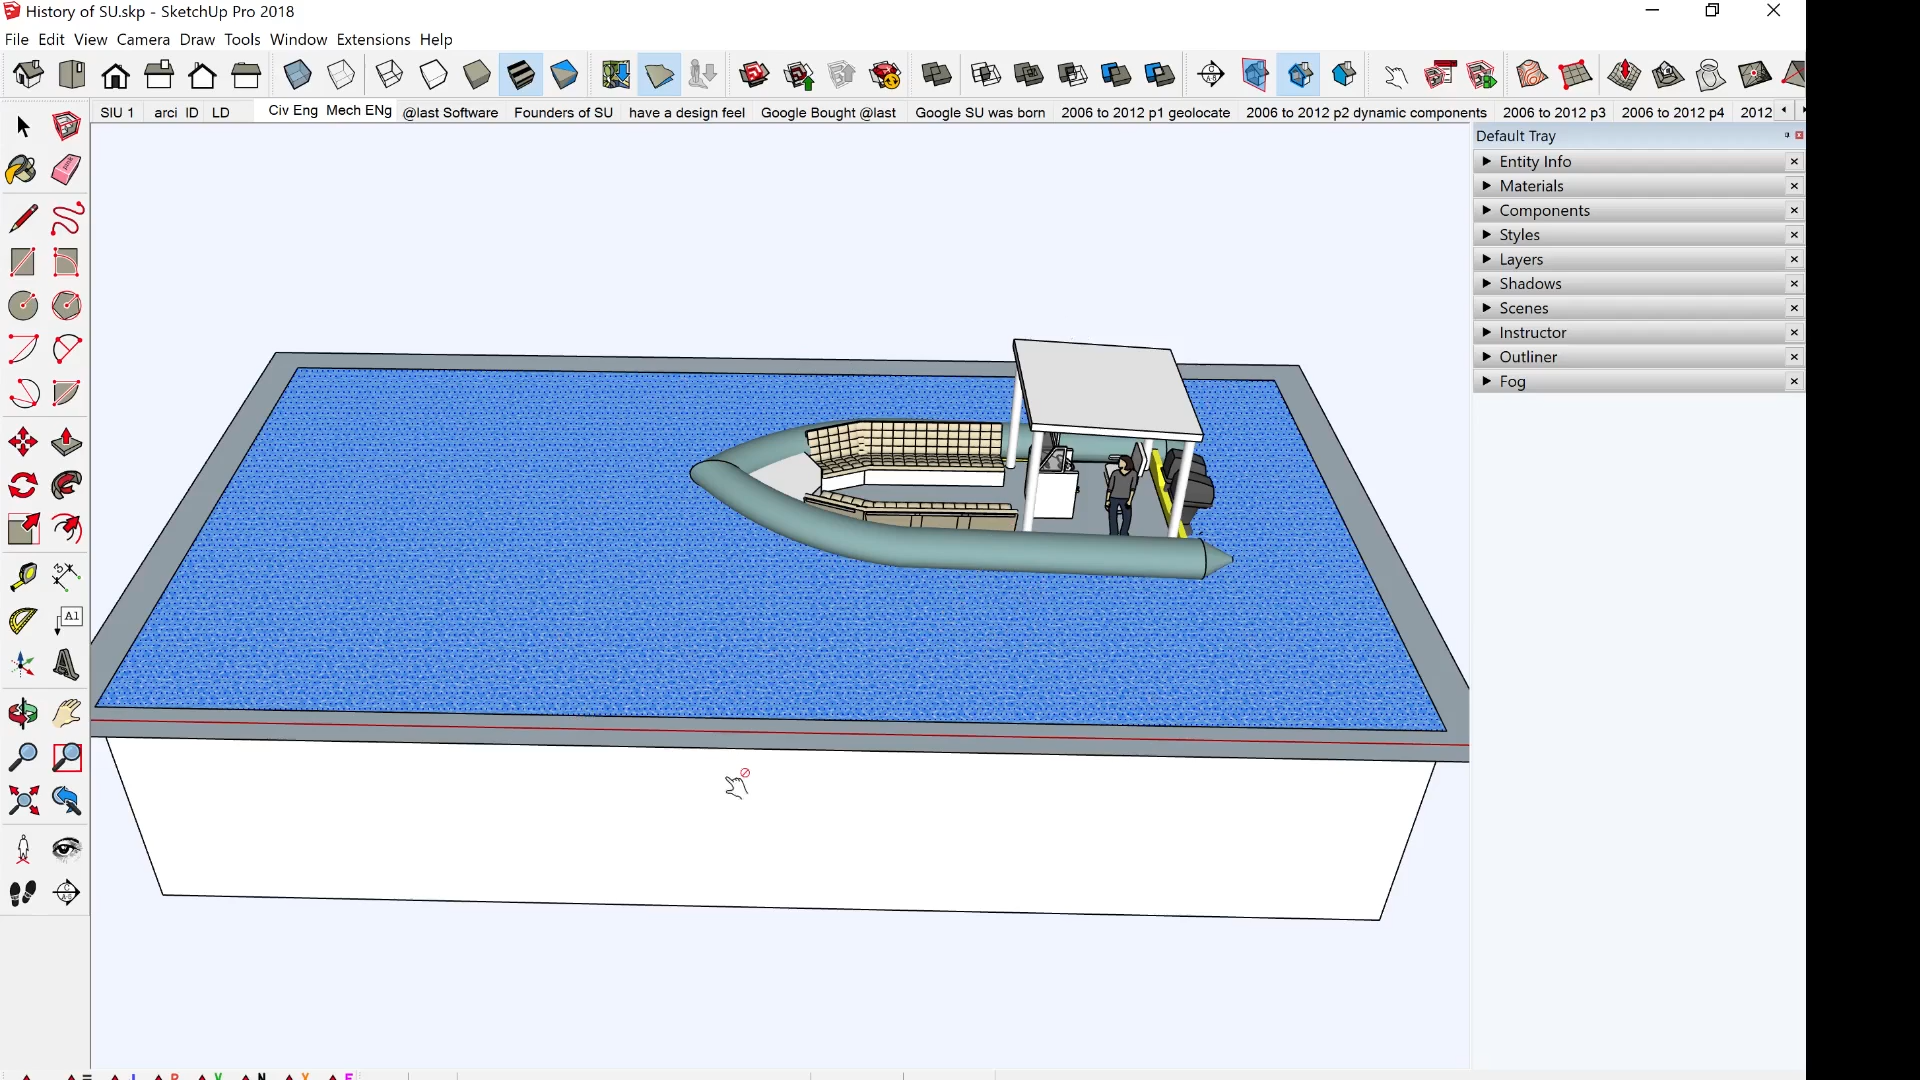 History of SU.skp - SketchUp Pro 2018
File Edit View Camera Draw Tools Window Extensions Help
SIU 1 arci ID LD Civ Eng Mech ENg @last Software Founders of SU have a design feel Google Bought @last Google SU was born 2006 to 2012 p1 geolocate 2006 to 2012 p2 dynamic components 2006 to 2012 p3 2006 to 2012 p4 2012
Default Tray
Entity Info
Materials
Components
Styles
Layers
Shadows
Scenes
Instructor
Outliner
Fog
A1